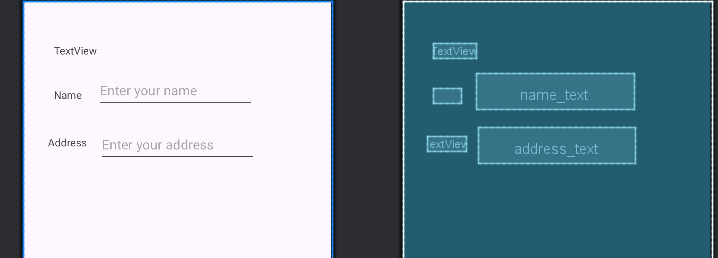 TextView
Name
Enter your name
Address
Enter your address
TextView
name_text
TextView
address_text